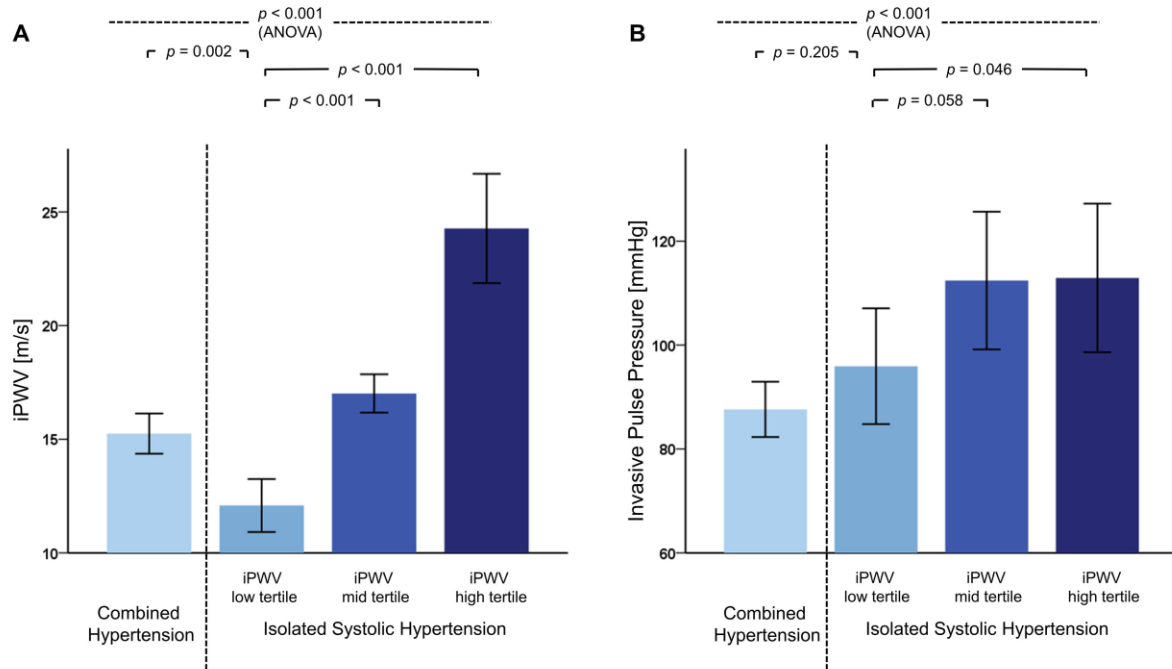 A
p < 0.001
(ANOVA)
p = 0.002
p < 0.001
p < 0.001
iPWV [m/s]
25
20
15
10
iPWV
low tertile
iPWV
mid tertile
iPWV
high tertile
Combined
Hypertension
Isolated Systolic Hypertension
B
p < 0.001
(ANOVA)
p = 0.205
p = 0.046
p = 0.058
Invasive Pulse Pressure [mmHg]
120
100
80
60
iPWV
low tertile
iPWV
mid tertile
iPWV
high tertile
Combined
Hypertension
Isolated Systolic Hypertension